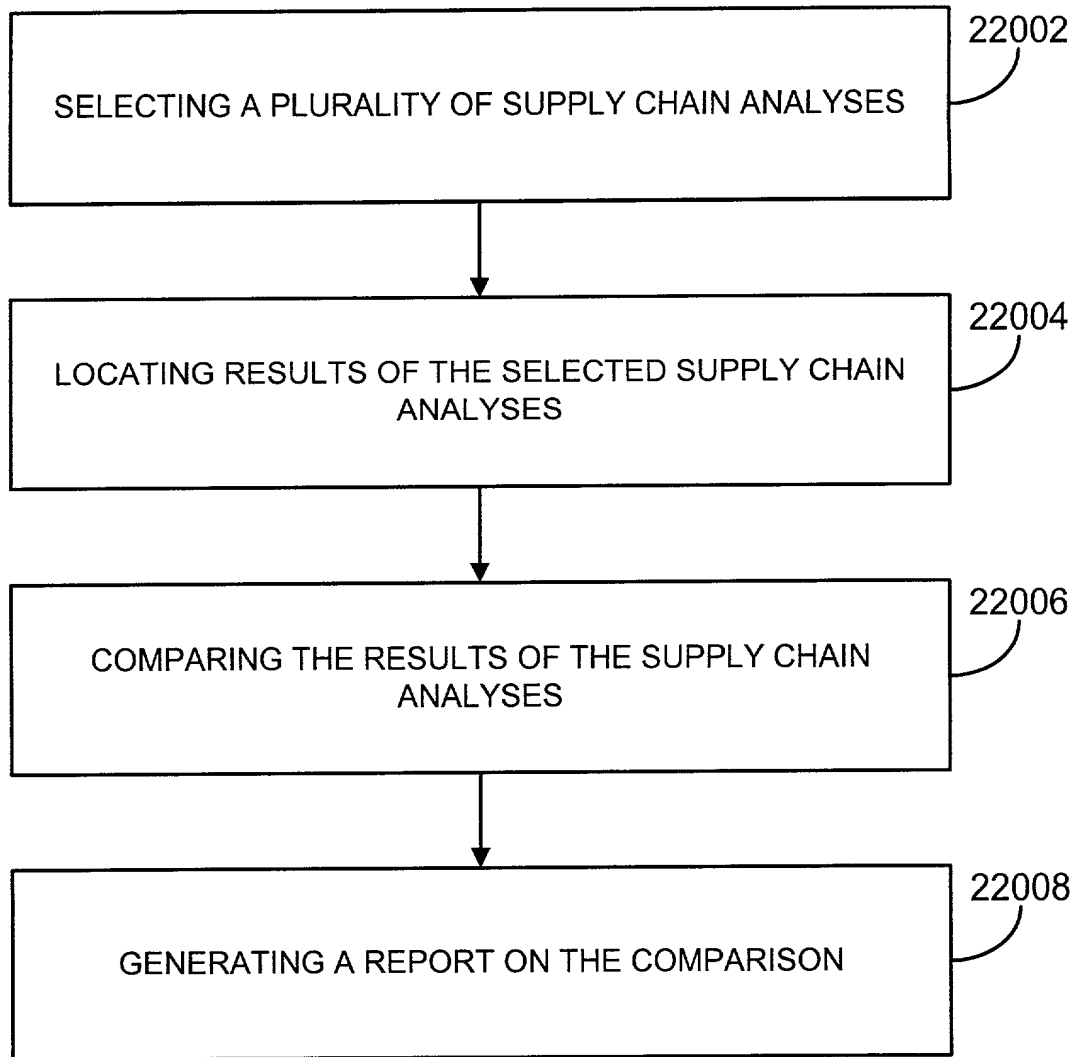 22002
SELECTING A PLURALITY OF SUPPLY CHAIN ANALYSES
22004
LOCATING RESULTS OF THE SELECTED SUPPLY CHAIN
ANALYSES
22006
COMPARING THE RESULTS OF THE SUPPLY CHAIN
ANALYSES
22008
GENERATING A REPORT ON THE COMPARISON